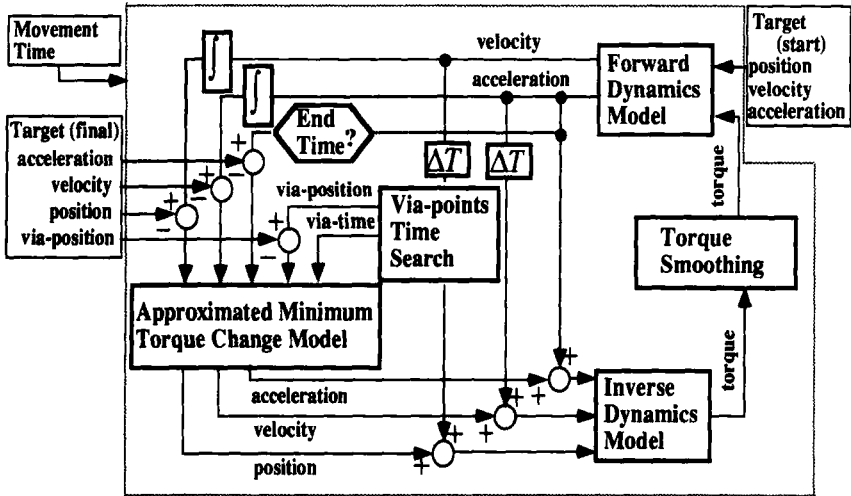 Movement
Time
∫
∫
velocity
acceleration
Forward
Dynamics
Model
Target
(start)
position
velocity
acceleration
Target (final)
acceleration
velocity
position
via-position
End
Time?
ΔT
ΔT
+
−
+
−
+
−
+
−
via-position
via-time
Via-points
Time
Search
torque
Torque
Smoothing
Approximated Minimum
Torque Change Model
torque
acceleration
velocity
position
+
+
+
+
+
+
Inverse
Dynamics
Model